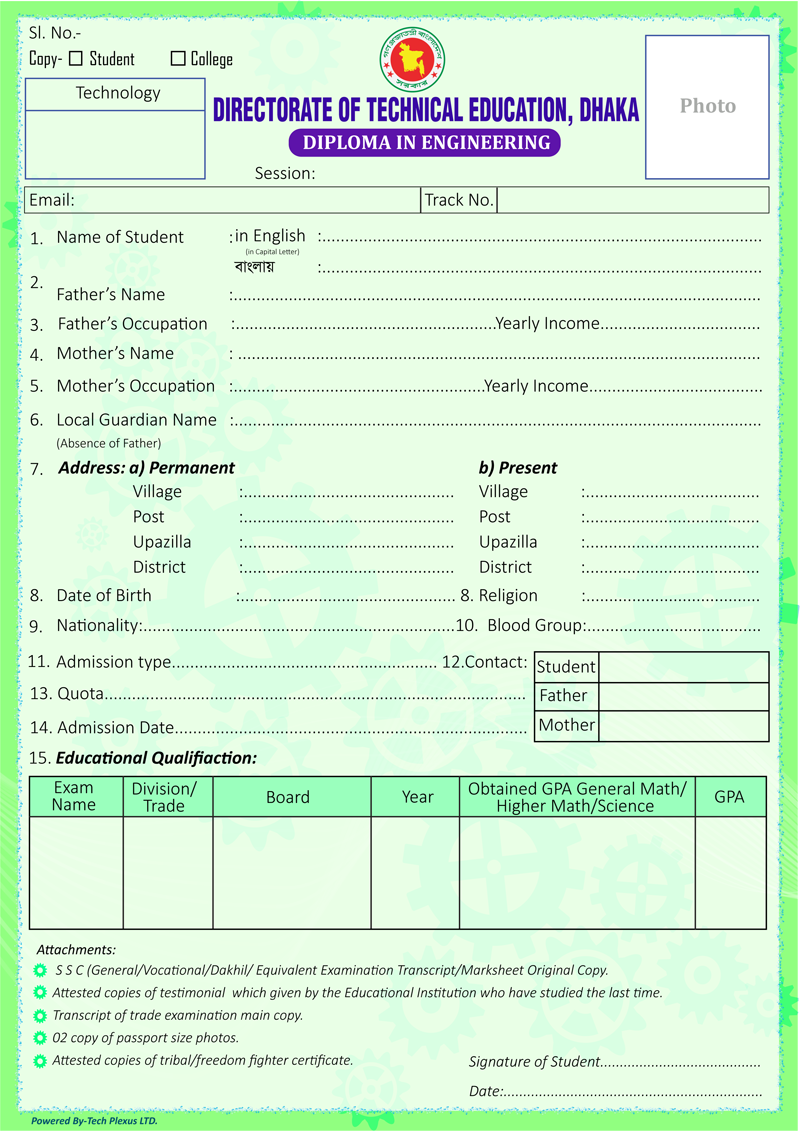 Sl. No.-
Copy- Student College
Technology
গণপ্রজাতন্ত্রী বাংলাদেশ
সরকার
DIRECTORATE OF TECHNICAL EDUCATION, DHAKA
DIPLOMA IN ENGINEERING
Photo
Session:
Email: Track No.
1. Name of Student : in English :
(in Capital Letter)
বাংলায় :
2.
Father's Name :
3. Father's Occupation : Yearly Income
4. Mother's Name :
5. Mother's Occupation : Yearly Income
6. Local Guardian Name :
(Absence of Father)
7. Address: a) Permanent b) Present
Village : Village :
Post : Post :
Upazilla : Upazilla :
District : District :
8. Date of Birth : 8. Religion :
9. Nationality: 10. Blood Group:
11. Admission type 12.Contact: Student
13. Quota Father
14. Admission Date Mother
15. Educational Qualifiaction:
Exam Name Division/ Trade Board Year Obtained GPA General Math/ Higher Math/Science GPA
Attachments:
S S C (General/Vocational/Dakhil/ Equivalent Examination Transcript/Marksheet Original Copy.
Attested copies of testimonial which given by the Educational Institution who have studied the last time.
Transcript of trade examination main copy.
02 copy of passport size photos.
Attested copies of tribal/freedom fighter certificate.
Signature of Student
Date:
Powered By-Tech Plexus LTD.